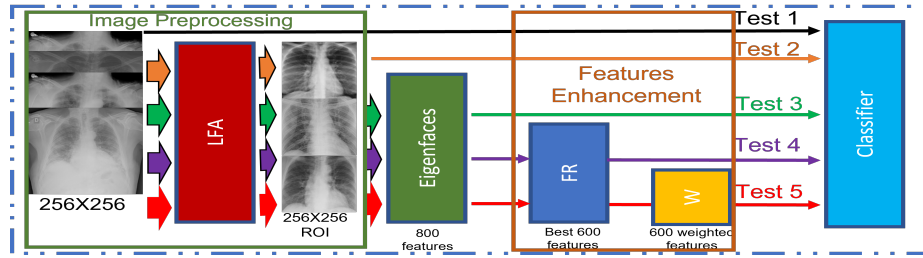 Image Preprocessing
Test 1
Test 2
Features
Enhancement
Test 3
LFA
Eigenfaces
Test 4
FR
Classifier
Test 5
W
256X256
256X256
ROI
800
features
Best 600
features
600 weighted
features